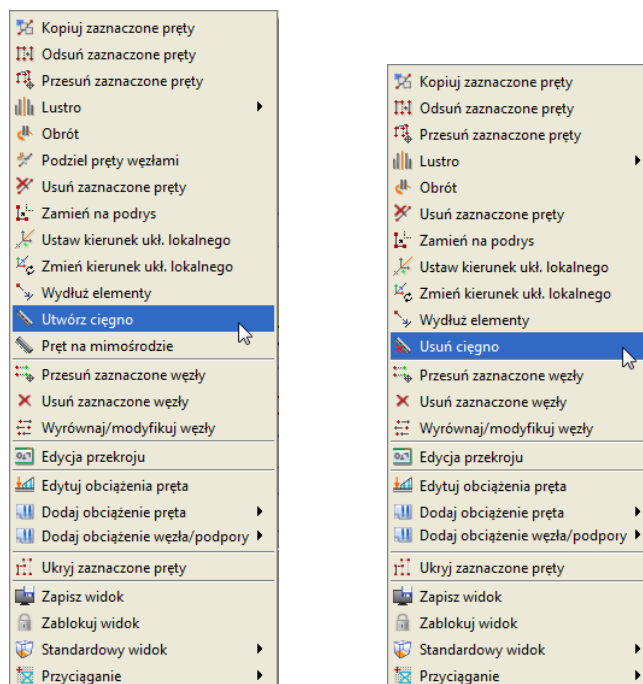 Kopiuj zaznaczone pręty
Odsuń zaznaczone pręty
Przesuń zaznaczone pręty
Lustro
Obrót
Podziel pręty węzłami
Usuń zaznaczone pręty
Zamień na podrys
Ustaw kierunek ukł. lokalnego
Zmień kierunek ukł. lokalnego
Wydłuż elementy
Utwórz cięgno
Pręt na mimośrodzie
Przesuń zaznaczone węzły
Usuń zaznaczone węzły
Wyrównaj/modyfikuj węzły
Edycja przekroju
Edytuj obciążenia pręta
Dodaj obciążenie pręta
Dodaj obciążenie węzła/podpory
Ukryj zaznaczone pręty
Zapisz widok
Zablokuj widok
Standardowy widok
Przyciąganie
Kopiuj zaznaczone pręty
Odsuń zaznaczone pręty
Przesuń zaznaczone pręty
Lustro
Obrót
Usuń zaznaczone pręty
Zamień na podrys
Ustaw kierunek ukł. lokalnego
Zmień kierunek ukł. lokalnego
Wydłuż elementy
Usuń cięgno
Przesuń zaznaczone węzły
Usuń zaznaczone węzły
Wyrównaj/modyfikuj węzły
Edycja przekroju
Edytuj obciążenia pręta
Dodaj obciążenie pręta
Dodaj obciążenie węzła/podpory
Ukryj zaznaczone pręty
Zapisz widok
Zablokuj widok
Standardowy widok
Przyciąganie